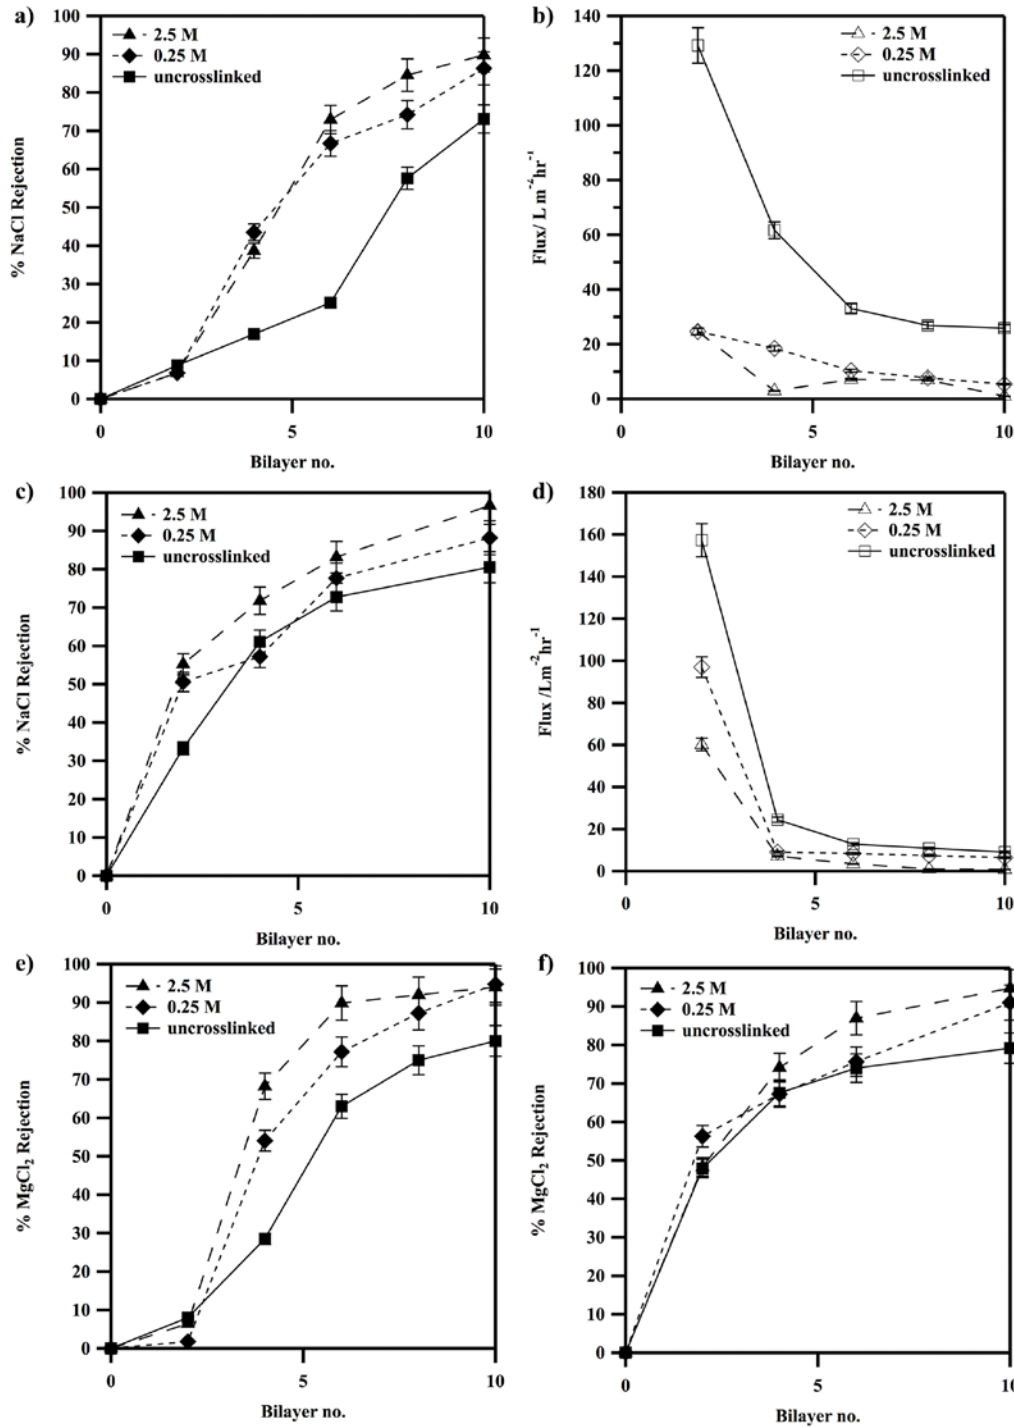 a)
100
90
80
70
60
50
40
30
20
10
0
% NaCl Rejection
2.5 M
0.25 M
uncrosslinked
0
5
10
Bilayer no.
b)
140
120
100
80
60
40
20
0
Flux/ L m⁻²hr⁻¹
2.5 M
0.25 M
uncrosslinked
0
5
10
Bilayer no.
c)
100
90
80
70
60
50
40
30
20
10
0
% NaCl Rejection
2.5 M
0.25 M
uncrosslinked
0
5
10
Bilayer no.
d)
180
160
140
120
100
80
60
40
20
0
Flux /Lm⁻²hr⁻¹
2.5 M
0.25 M
uncrosslinked
0
5
10
Bilayer no.
e)
100
90
80
70
60
50
40
30
20
10
0
% MgCl₂ Rejection
2.5 M
0.25 M
uncrosslinked
0
5
10
Bilayer no.
f)
100
90
80
70
60
50
40
30
20
10
0
% MgCl₂ Rejection
2.5 M
0.25 M
uncrosslinked
0
5
10
Bilayer no.